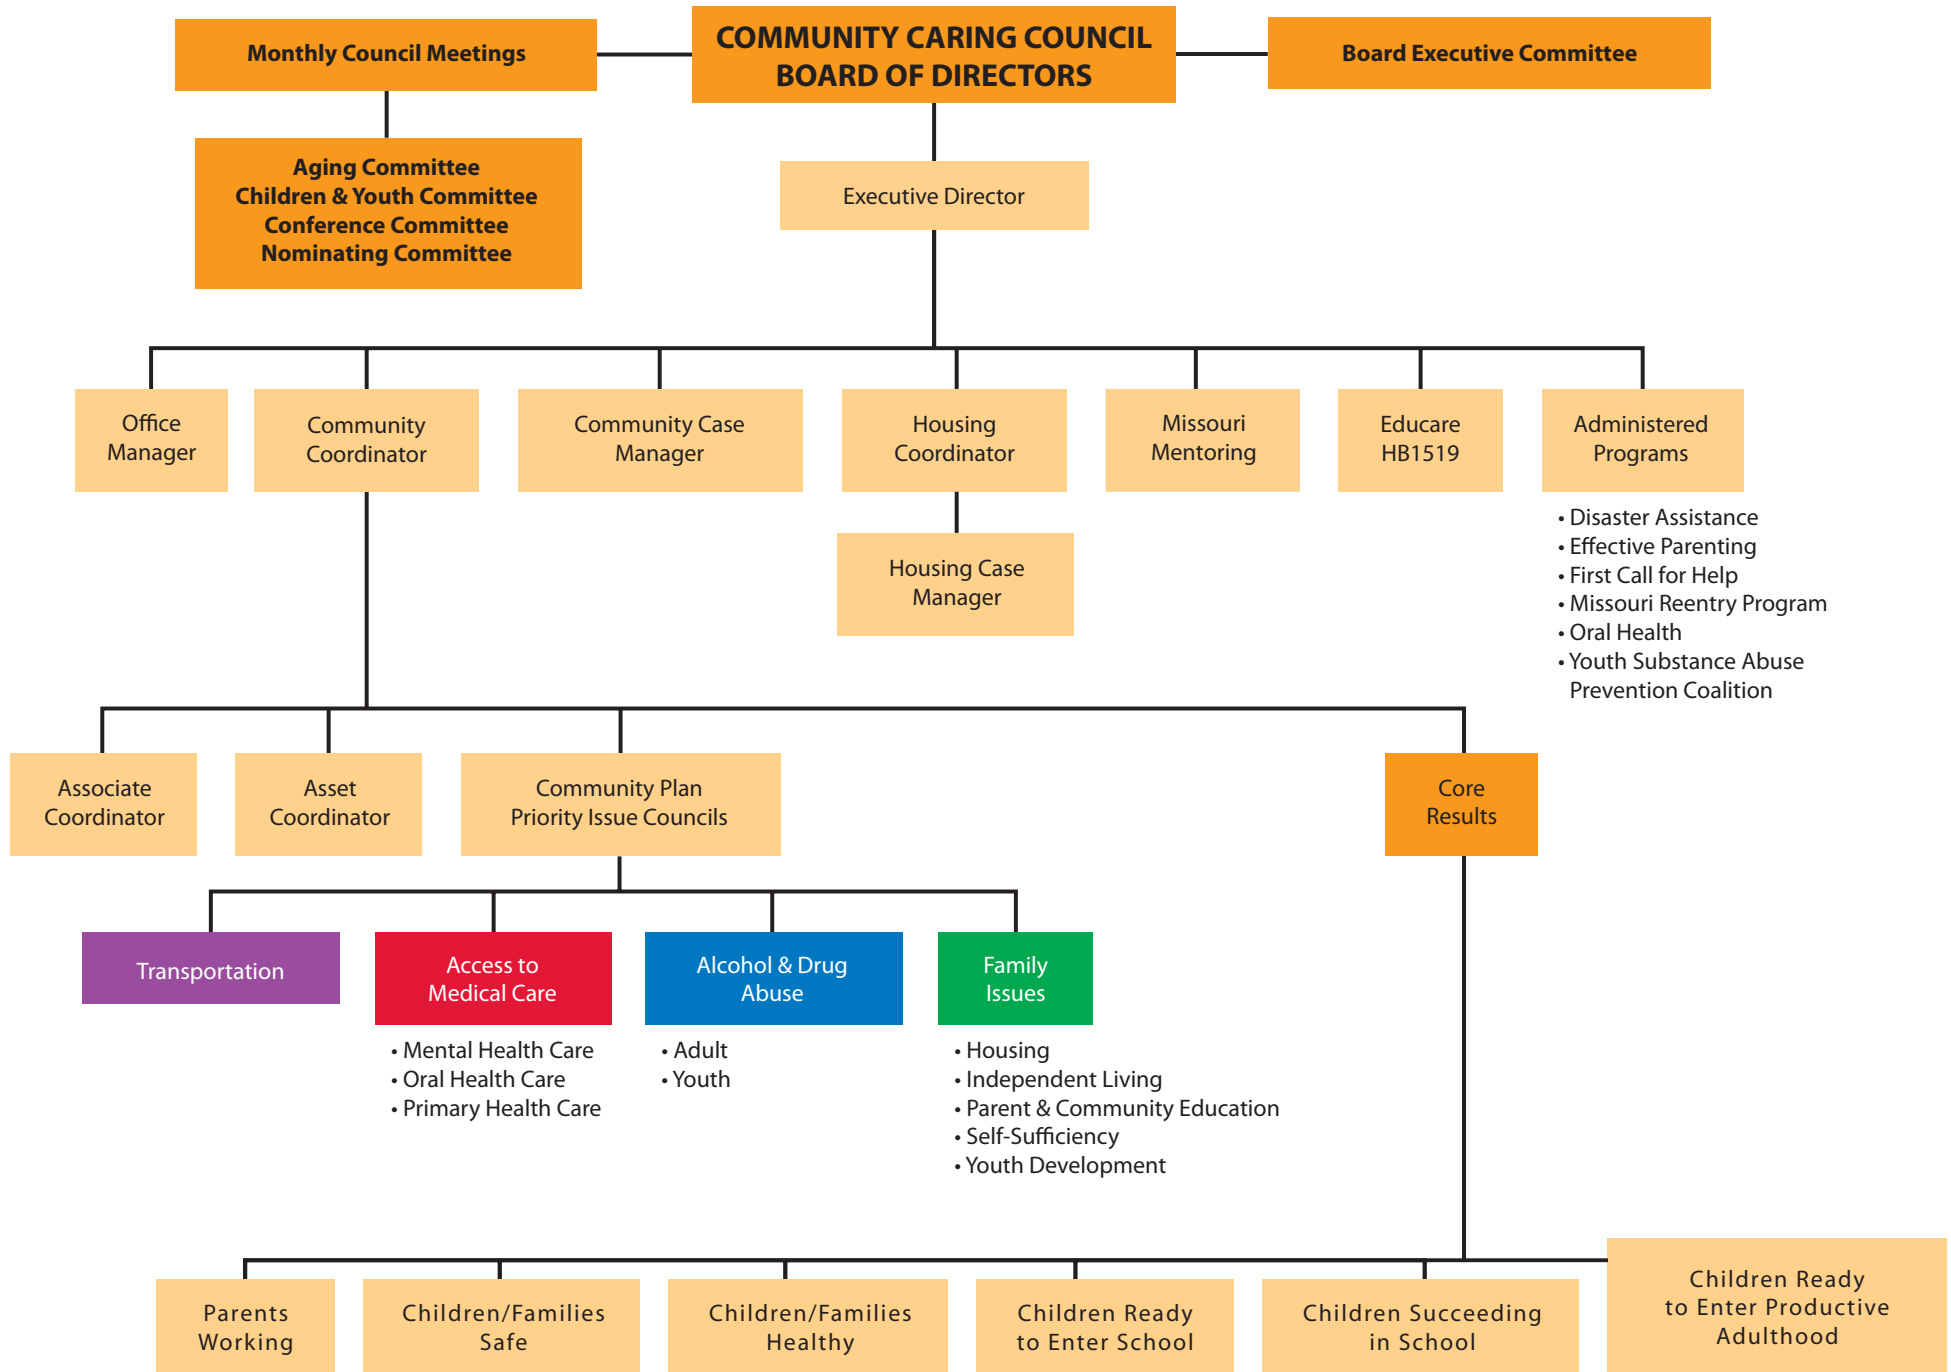 Monthly Council Meetings
COMMUNITY CARING COUNCIL
BOARD OF DIRECTORS
Board Executive Committee
Aging Committee
Children & Youth Committee
Conference Committee
Nominating Committee
Executive Director
Office
Manager
Community
Coordinator
Community Case
Manager
Housing
Coordinator
Missouri
Mentoring
Educare
HB1519
Administered
Programs
• Disaster Assistance
• Effective Parenting
• First Call for Help
• Missouri Reentry Program
• Oral Health
• Youth Substance Abuse
Prevention Coalition
Housing Case
Manager
Associate
Coordinator
Asset
Coordinator
Community Plan
Priority Issue Councils
Core
Results
Transportation
Access to
Medical Care
• Mental Health Care
• Oral Health Care
• Primary Health Care
Alcohol & Drug
Abuse
• Adult
• Youth
Family
Issues
• Housing
• Independent Living
• Parent & Community Education
• Self-Sufficiency
• Youth Development
Parents
Working
Children/Families
Safe
Children/Families
Healthy
Children Ready
to Enter School
Children Succeeding
in School
Children Ready
to Enter Productive
Adulthood